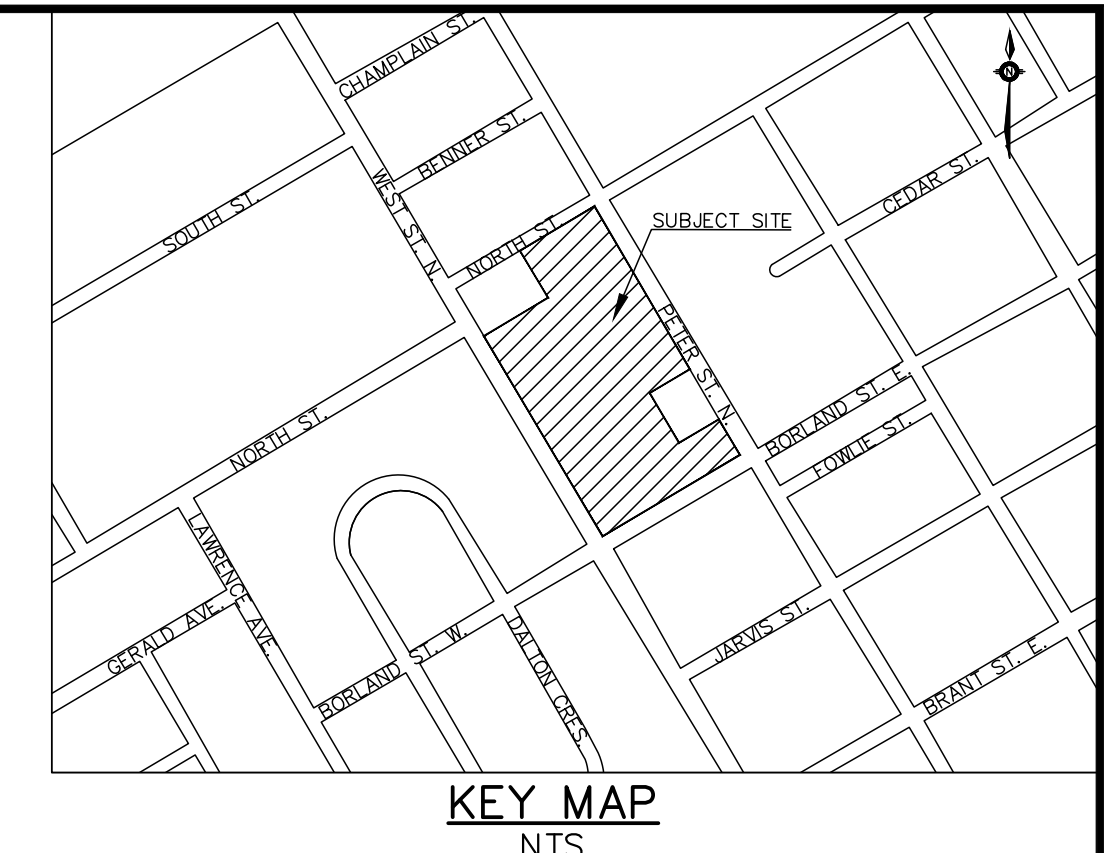 CHAMPLAIN ST.
N
BENNER ST.
CEDAR ST.
WEST ST. N.
SOUTH ST.
SUBJECT SITE
NORTH ST.
PETER ST. N.
BORLAND ST. E.
NORTH ST.
FOWLIE ST.
LAWRENCE AVE.
GERALD AVE.
JARVIS ST.
BORLAND ST. W.
DALTON CRES.
BRANT ST. E.
KEY MAP
NTS